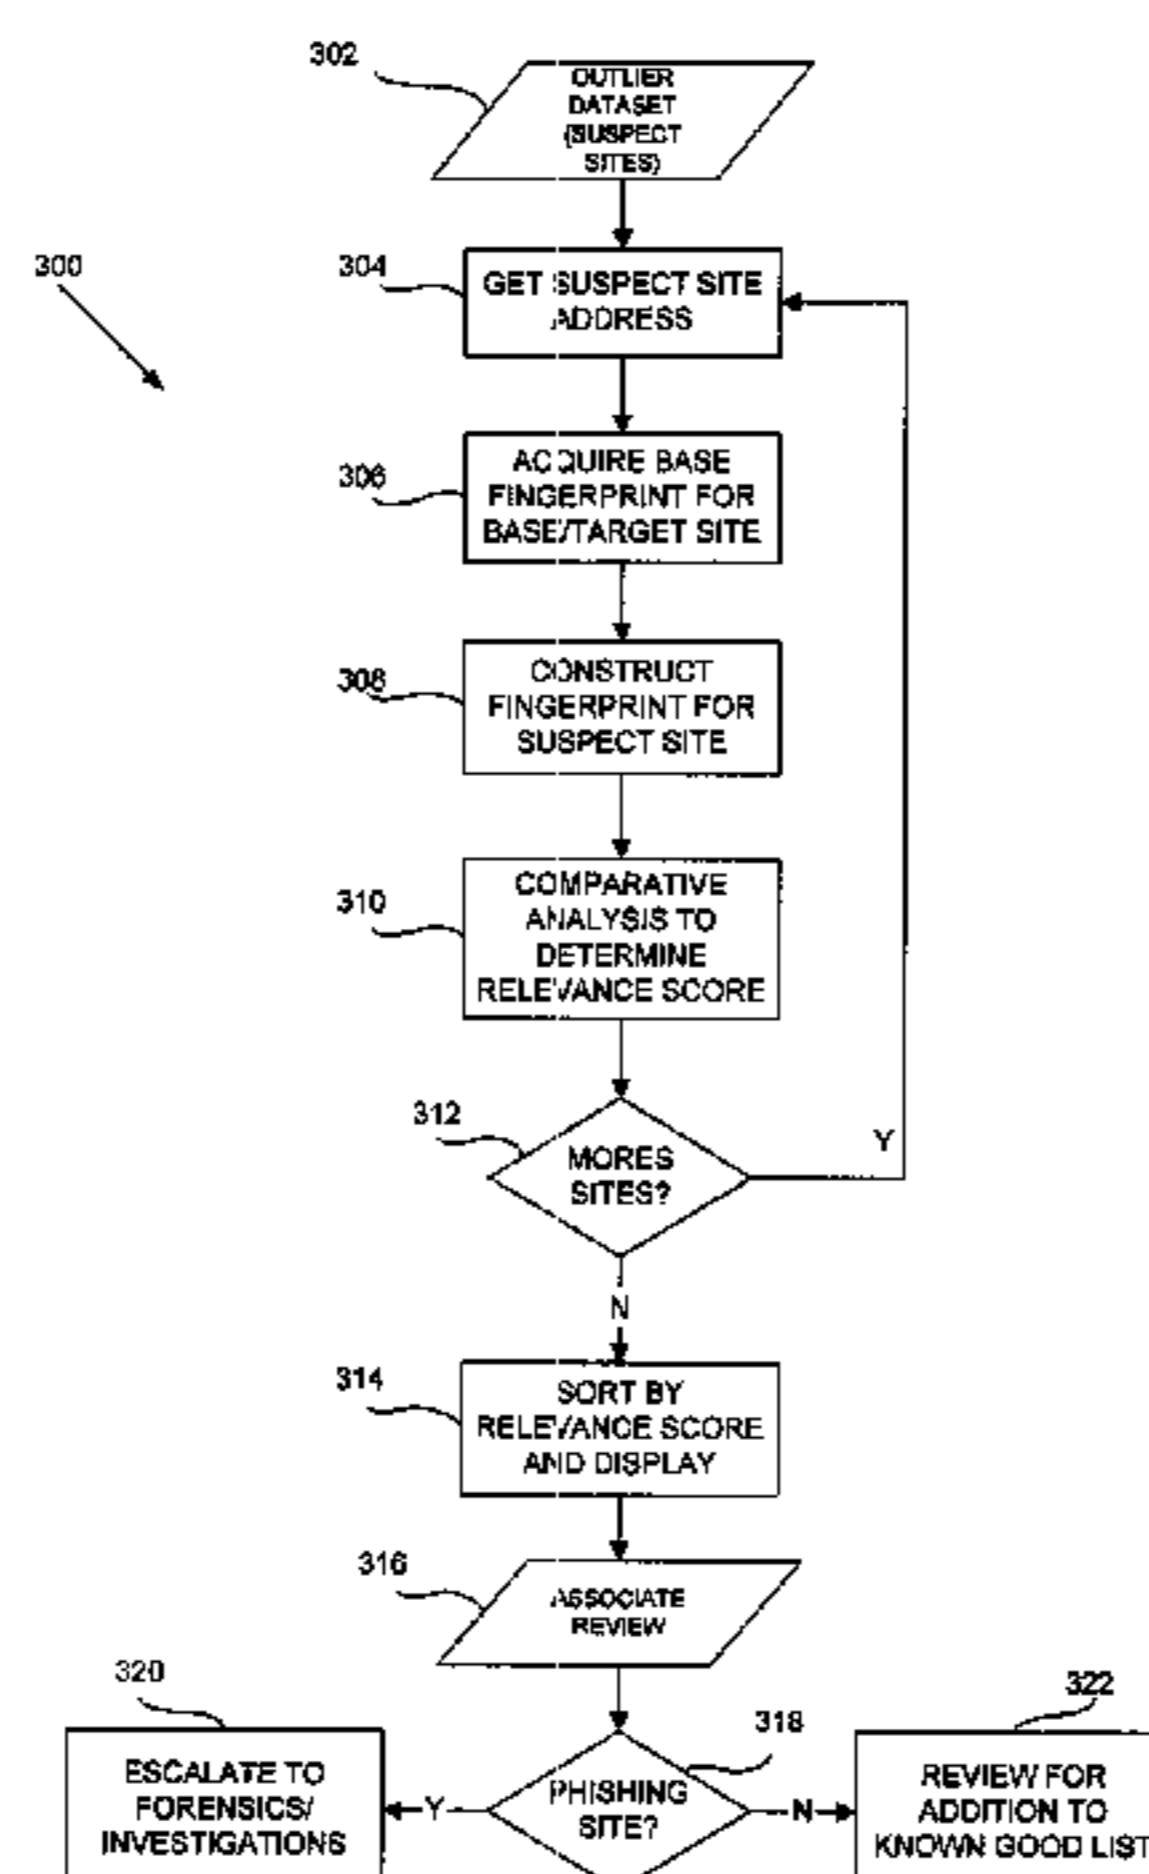 302
OUTLIER
DATASET
(SUSPECT
SITES)
300
304
GET SUSPECT SITE
ADDRESS
306
ACQUIRE BASE
FINGERPRINT FOR
BASE/TARGET SITE
308
CONSTRUCT
FINGERPRINT FOR
SUSPECT SITE
310
COMPARATIVE
ANALYSIS TO
DETERMINE
RELEVANCE SCORE
312
MORES
SITES?
Y
N
314
SORT BY
RELEVANCE SCORE
AND DISPLAY
316
ASSOCIATE
REVIEW
320
322
318
ESCALATE TO
FORENSICS/
INVESTIGATIONS
Y
PHISHING
SITE?
N
REVIEW FOR
ADDITION TO
KNOWN GOOD LIST